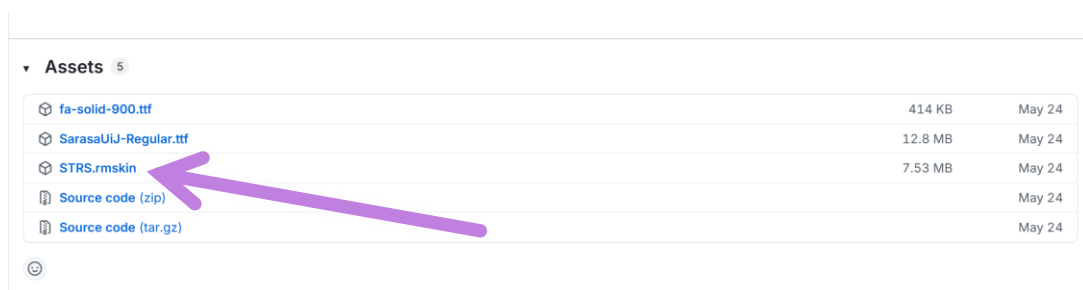 Assets 5
fa-solid-900.ttf 414 KB May 24
SarasaUiJ-Regular.ttf 12.8 MB May 24
STRS.rmskin 7.53 MB May 24
Source code (zip) May 24
Source code (tar.gz) May 24